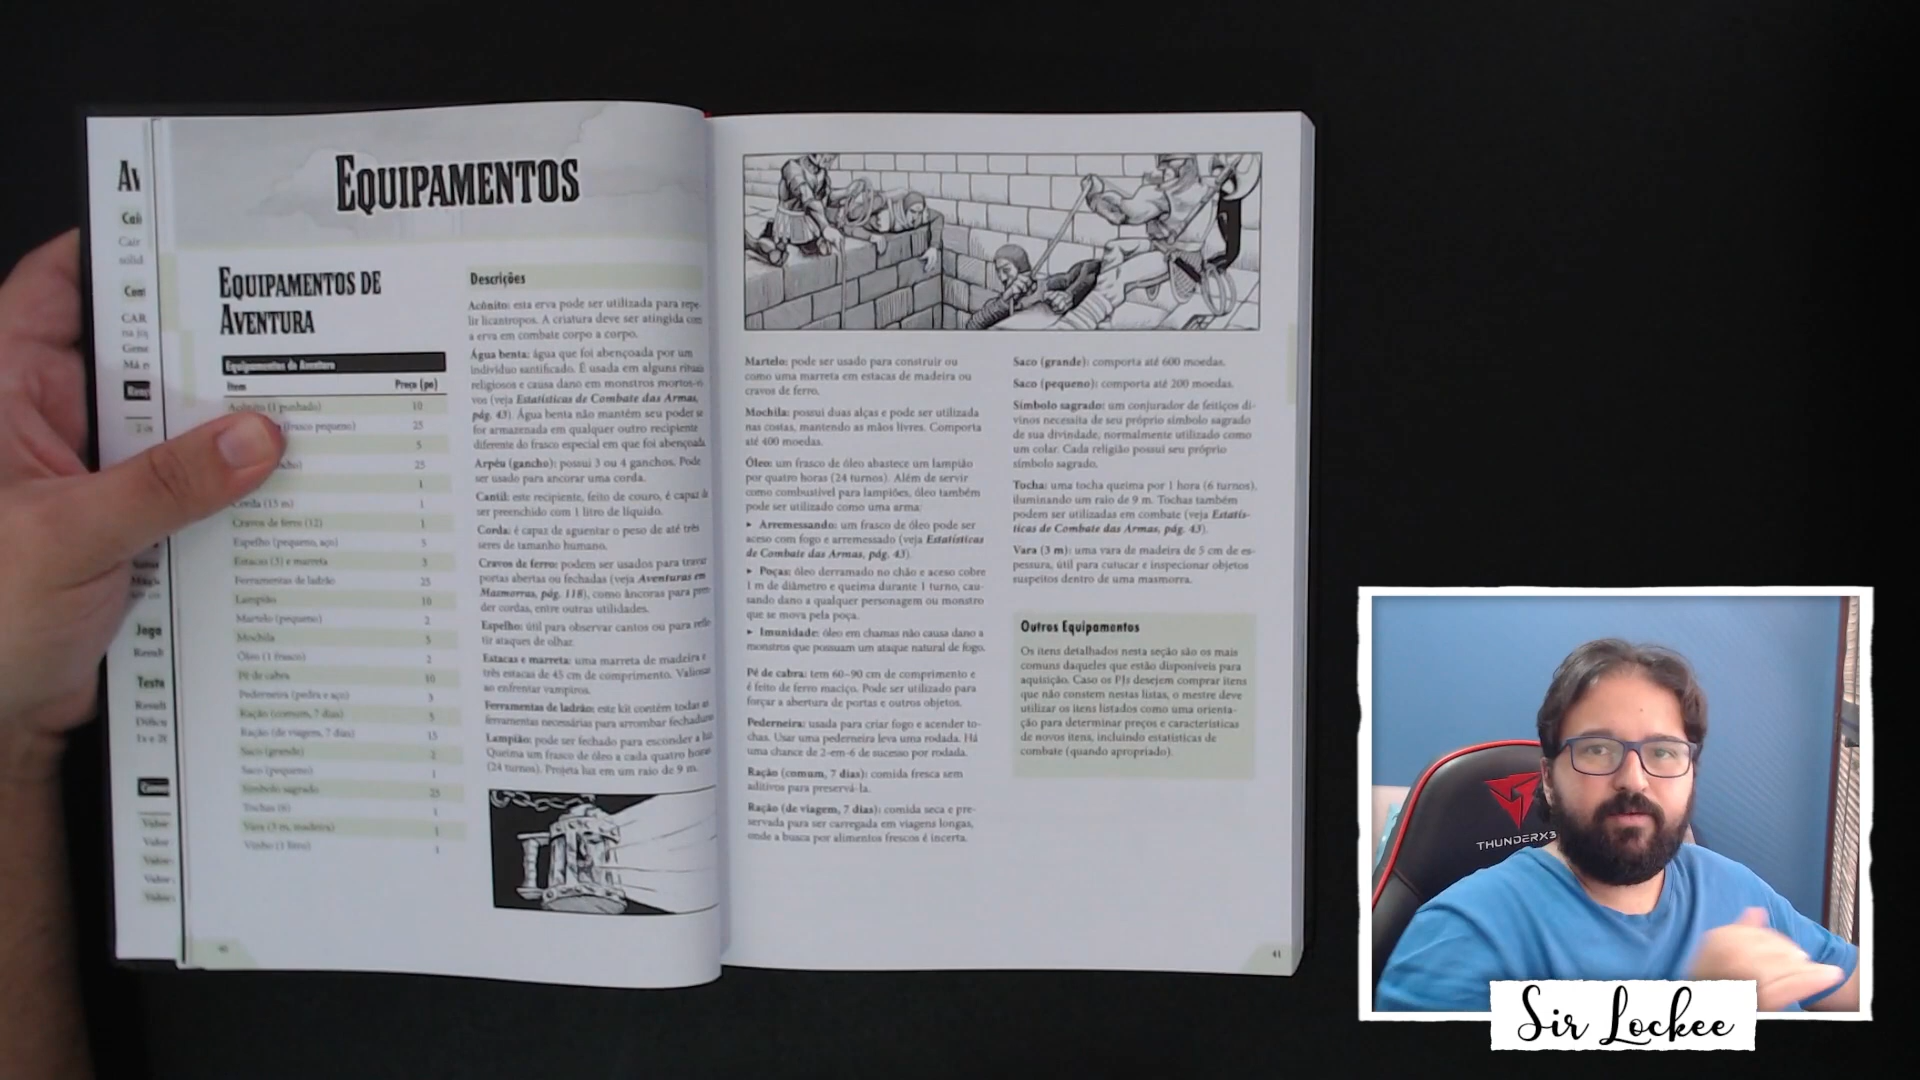 Av
EQUIPAMENTOS
EQUIPAMENTOS DE
AVENTURA
Equipamentos de Aventura
Item Preço (po)
Acônito (1 punhado) 10
(frasco pequeno) 25
5
25
1
Corda (15 m)
Cravos de ferro (12) 1
Espelho (pequeno, aço) 5
Estacas (3) e marreta 3
Ferramentas de ladrão 25
Lampião 10
Martelo (pequeno) 2
Mochila 5
Óleo (1 frasco) 2
Pé de cabra 10
Pederneira (pedra e aço) 3
Ração (comum, 7 dias) 5
Ração (de viagem, 7 dias) 15
Saco (grande) 2
Saco (pequeno) 1
Símbolo sagrado 25
Tochas (6) 1
Vara (3 m, madeira) 1
Vinho (1 litro) 1
40
Descrições
Acônito: esta erva pode ser utilizada para repe-
lir licantropos. A criatura deve ser atingida com
a erva em combate corpo a corpo.
Água benta: água que foi abençoada por um
indivíduo santificado. É usada em alguns rituais
religiosos e causa dano em monstros mortos-vi-
vos (veja Estatísticas de Combate das Armas,
pág. 43). Água benta não mantém seu poder se
for armazenada em qualquer outro recipiente
diferente do frasco especial em que foi abençoada.
Arpéu (gancho): possui 3 ou 4 ganchos. Pode
ser usado para ancorar uma corda.
Cantil: este recipiente, feito de couro, é capaz de
ser preenchido com 1 litro de líquido.
Corda: é capaz de aguentar o peso de até três
seres de tamanho humano.
Cravos de ferro: podem ser usados para travar
portas abertas ou fechadas (veja Aventuras em
Masmorras, pág. 118), como âncoras para pren-
der cordas, entre outras utilidades.
Espelho: útil para observar cantos ou para refle-
tir ataques de olhar.
Estacas e marreta: uma marreta de madeira e
três estacas de 45 cm de comprimento. Valiosas
ao enfrentar vampiros.
Ferramentas de ladrão: este kit contém todas as
ferramentas necessárias para arrombar fechaduras.
Lampião: pode ser fechado para esconder a luz.
Queima um frasco de óleo a cada quatro horas
(24 turnos). Projeta luz em um raio de 9 m.
Martelo: pode ser usado para construir ou
como uma marreta em estacas de madeira ou
cravos de ferro.
Mochila: possui duas alças e pode ser utilizada
nas costas, mantendo as mãos livres. Comporta
até 400 moedas.
Óleo: um frasco de óleo abastece um lampião
por quatro horas (24 turnos). Além de servir
como combustível para lampiões, óleo também
pode ser utilizado como uma arma:
▸ Arremessando: um frasco de óleo pode ser
aceso com fogo e arremessado (veja Estatísticas
de Combate das Armas, pág. 43).
▸ Poças: óleo derramado no chão e aceso cobre
1 m de diâmetro e queima durante 1 turno, cau-
sando dano a qualquer personagem ou monstro
que se mova pela poça.
▸ Imunidade: óleo em chamas não causa dano a
monstros que possuam um ataque natural de fogo.
Pé de cabra: tem 60–90 cm de comprimento e
é feito de ferro maciço. Pode ser utilizado para
forçar a abertura de portas e outros objetos.
Pederneira: usada para criar fogo e acender to-
chas. Usar uma pederneira leva uma rodada. Há
uma chance de 2-em-6 de sucesso por rodada.
Ração (comum, 7 dias): comida fresca sem
aditivos para preservá-la.
Ração (de viagem, 7 dias): comida seca e pre-
servada para ser carregada em viagens longas,
onde a busca por alimentos frescos é incerta.
Saco (grande): comporta até 600 moedas.
Saco (pequeno): comporta até 200 moedas.
Símbolo sagrado: um conjurador de feitiços di-
vinos necessita de seu próprio símbolo sagrado
de sua divindade, normalmente utilizado como
um colar. Cada religião possui seu próprio
símbolo sagrado.
Tocha: uma tocha queima por 1 hora (6 turnos),
iluminando um raio de 9 m. Tochas também
podem ser utilizadas em combate (veja Estatís-
ticas de Combate das Armas, pág. 43).
Vara (3 m): uma vara de madeira de 5 cm de es-
pessura, útil para cutucar e inspecionar objetos
suspeitos dentro de uma masmorra.
Outros Equipamentos
Os itens detalhados nesta seção são os mais
comuns daqueles que estão disponíveis para
aquisição. Caso os PJs desejem comprar itens
que não constem nestas listas, o mestre deve
utilizar os itens listados como uma orienta-
ção para determinar preços e características
de novos itens, incluindo estatísticas de
combate (quando apropriado).
41
THUNDERX3
Sir Lockee